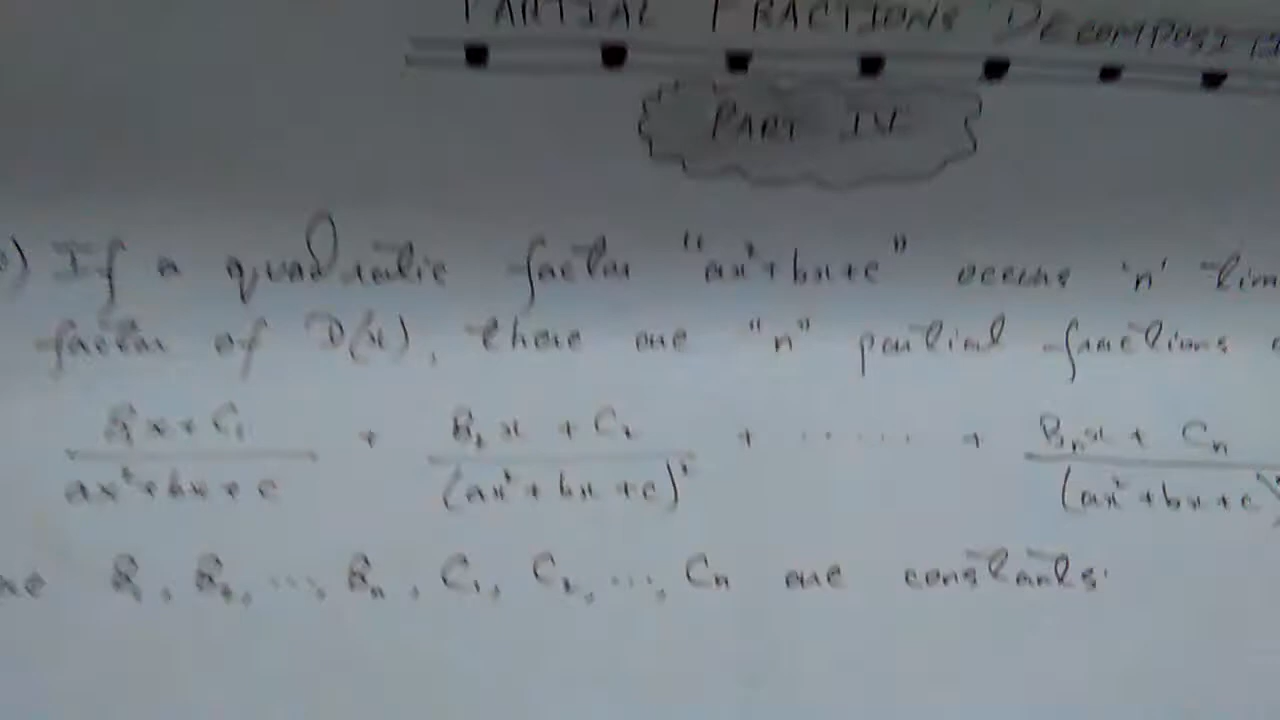 PARTIAL FRACTIONS DECOMPOSI
PART IV
) If a quadratic factor "ax²+bx+c" occurs 'n' tim
factor of D(x), there are "n" partial fractions
B₁x + C₁ / ax²+bx+c + B₂x + C₂ / (ax²+bx+c)² + ...... + Bₙx + Cₙ / (ax²+bx+c)
B₁, B₂, ..., Bₙ, C₁, C₂, ..., Cₙ are constants.